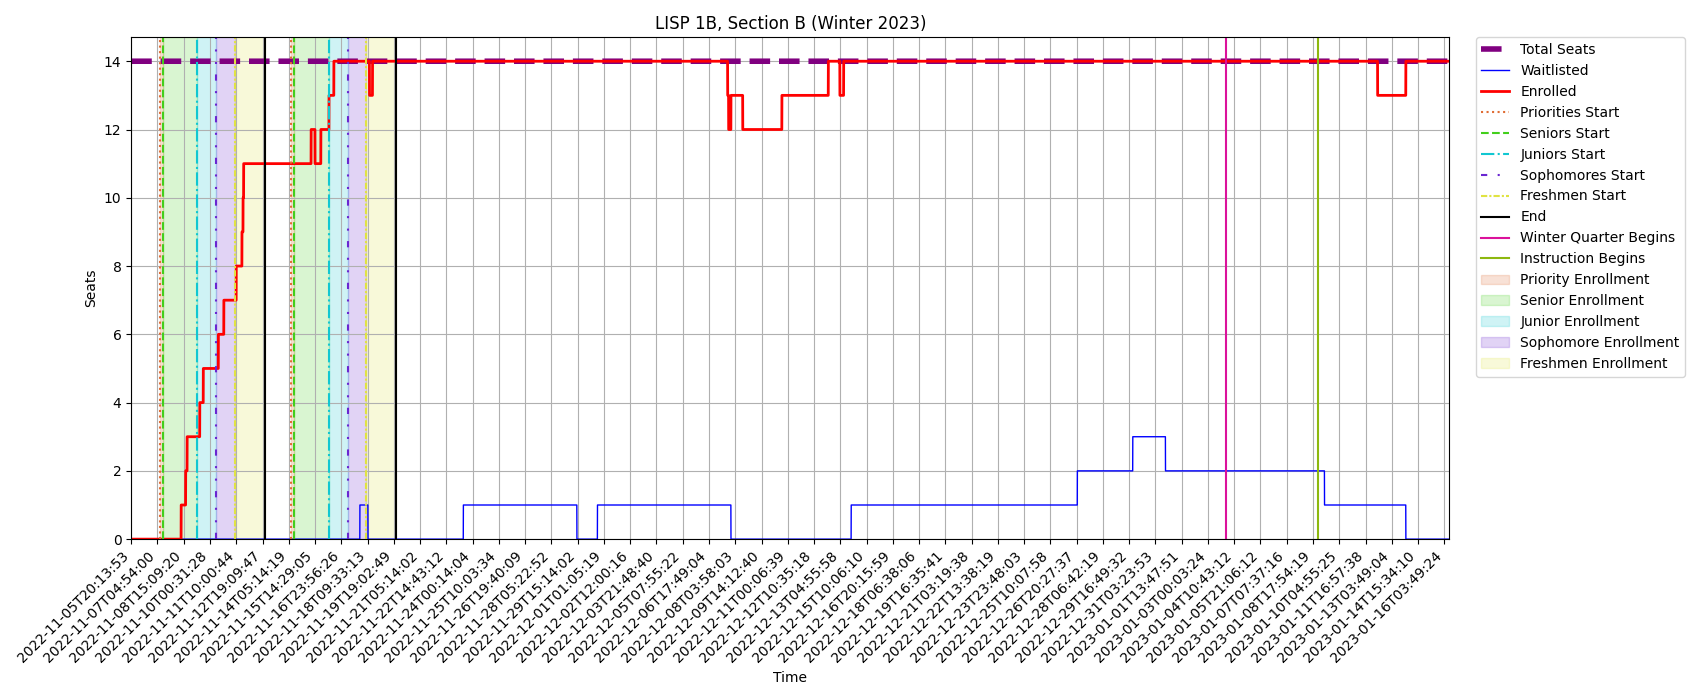 LISP 1B, Section B (Winter 2023)
Seats
14
12
10
8
6
4
2
0
2022-11-05T20:13:53
2022-11-07T04:54:00
2022-11-08T15:09:20
2022-11-10T00:31:28
2022-11-11T10:00:44
2022-11-12T19:09:47
2022-11-14T05:14:19
2022-11-15T14:29:05
2022-11-16T23:56:26
2022-11-18T09:33:13
2022-11-19T19:02:49
2022-11-21T05:14:02
2022-11-22T14:43:12
2022-11-24T00:14:04
2022-11-25T10:03:34
2022-11-26T19:40:09
2022-11-28T05:22:52
2022-11-29T15:14:02
2022-12-01T01:05:19
2022-12-02T12:00:16
2022-12-03T21:48:40
2022-12-05T07:55:22
2022-12-06T17:49:04
2022-12-08T03:58:03
2022-12-09T14:12:40
2022-12-11T00:06:39
2022-12-12T10:35:18
2022-12-13T04:55:58
2022-12-15T10:06:10
2022-12-16T20:15:59
2022-12-18T06:38:06
2022-12-19T16:35:41
2022-12-21T03:19:38
2022-12-22T13:38:19
2022-12-23T23:48:03
2022-12-25T10:07:58
2022-12-26T20:27:37
2022-12-28T06:42:19
2022-12-29T16:49:32
2022-12-31T03:23:53
2023-01-01T13:47:51
2023-01-03T00:03:24
2023-01-04T10:43:12
2023-01-05T21:06:12
2023-01-07T07:37:16
2023-01-08T17:54:19
2023-01-10T04:55:25
2023-01-11T16:57:38
2023-01-13T03:49:04
2023-01-14T15:34:10
2023-01-16T03:49:24
Time
Total Seats
Waitlisted
Enrolled
Priorities Start
Seniors Start
Juniors Start
Sophomores Start
Freshmen Start
End
Winter Quarter Begins
Instruction Begins
Priority Enrollment
Senior Enrollment
Junior Enrollment
Sophomore Enrollment
Freshmen Enrollment